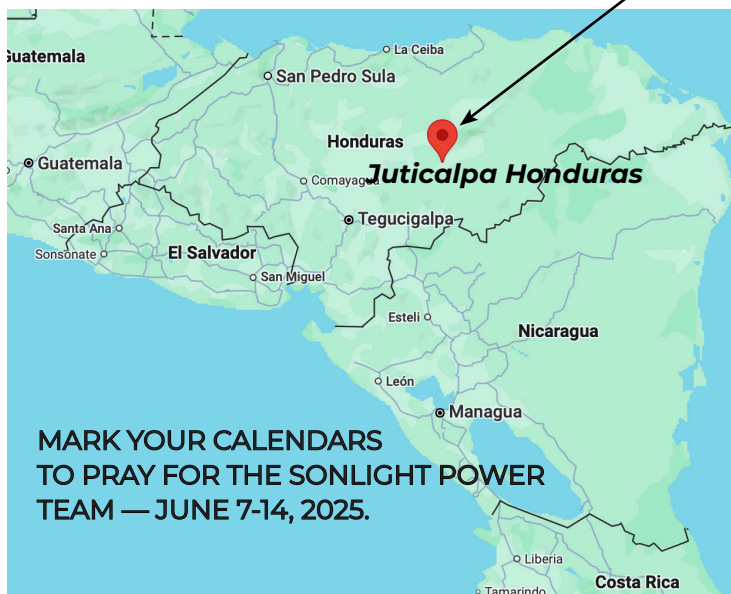 La Ceiba
Guatemala
San Pedro Sula
Honduras
Guatemala
Juticalpa Honduras
Comayagua
Tegucigalpa
Santa Ana
Sonsonate
El Salvador
San Miguel
Esteli
Nicaragua
León
Managua
MARK YOUR CALENDARS
TO PRAY FOR THE SONLIGHT POWER
TEAM — JUNE 7-14, 2025.
Liberia
Costa Rica
Tamarindo